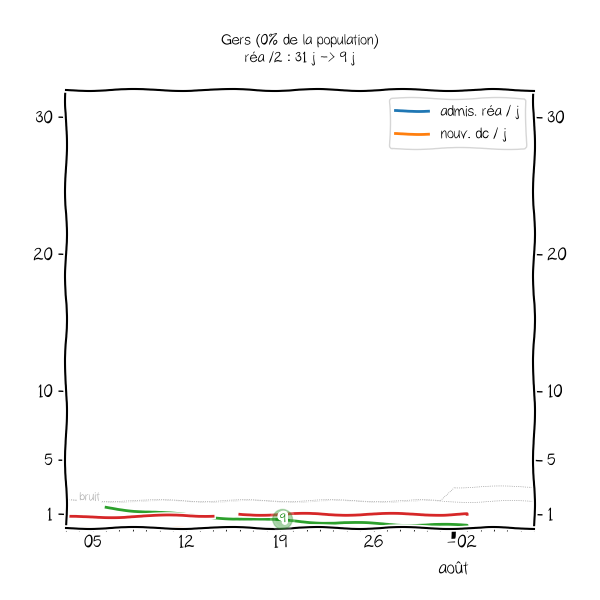 Gers (0% de la population)
réa /2 : 31 j -> 9 j
admis. réa / j
nouv. dc / j
30 30
20 20
10 10
5 5
bruit
1 9 1
05 12 19 26 02
août